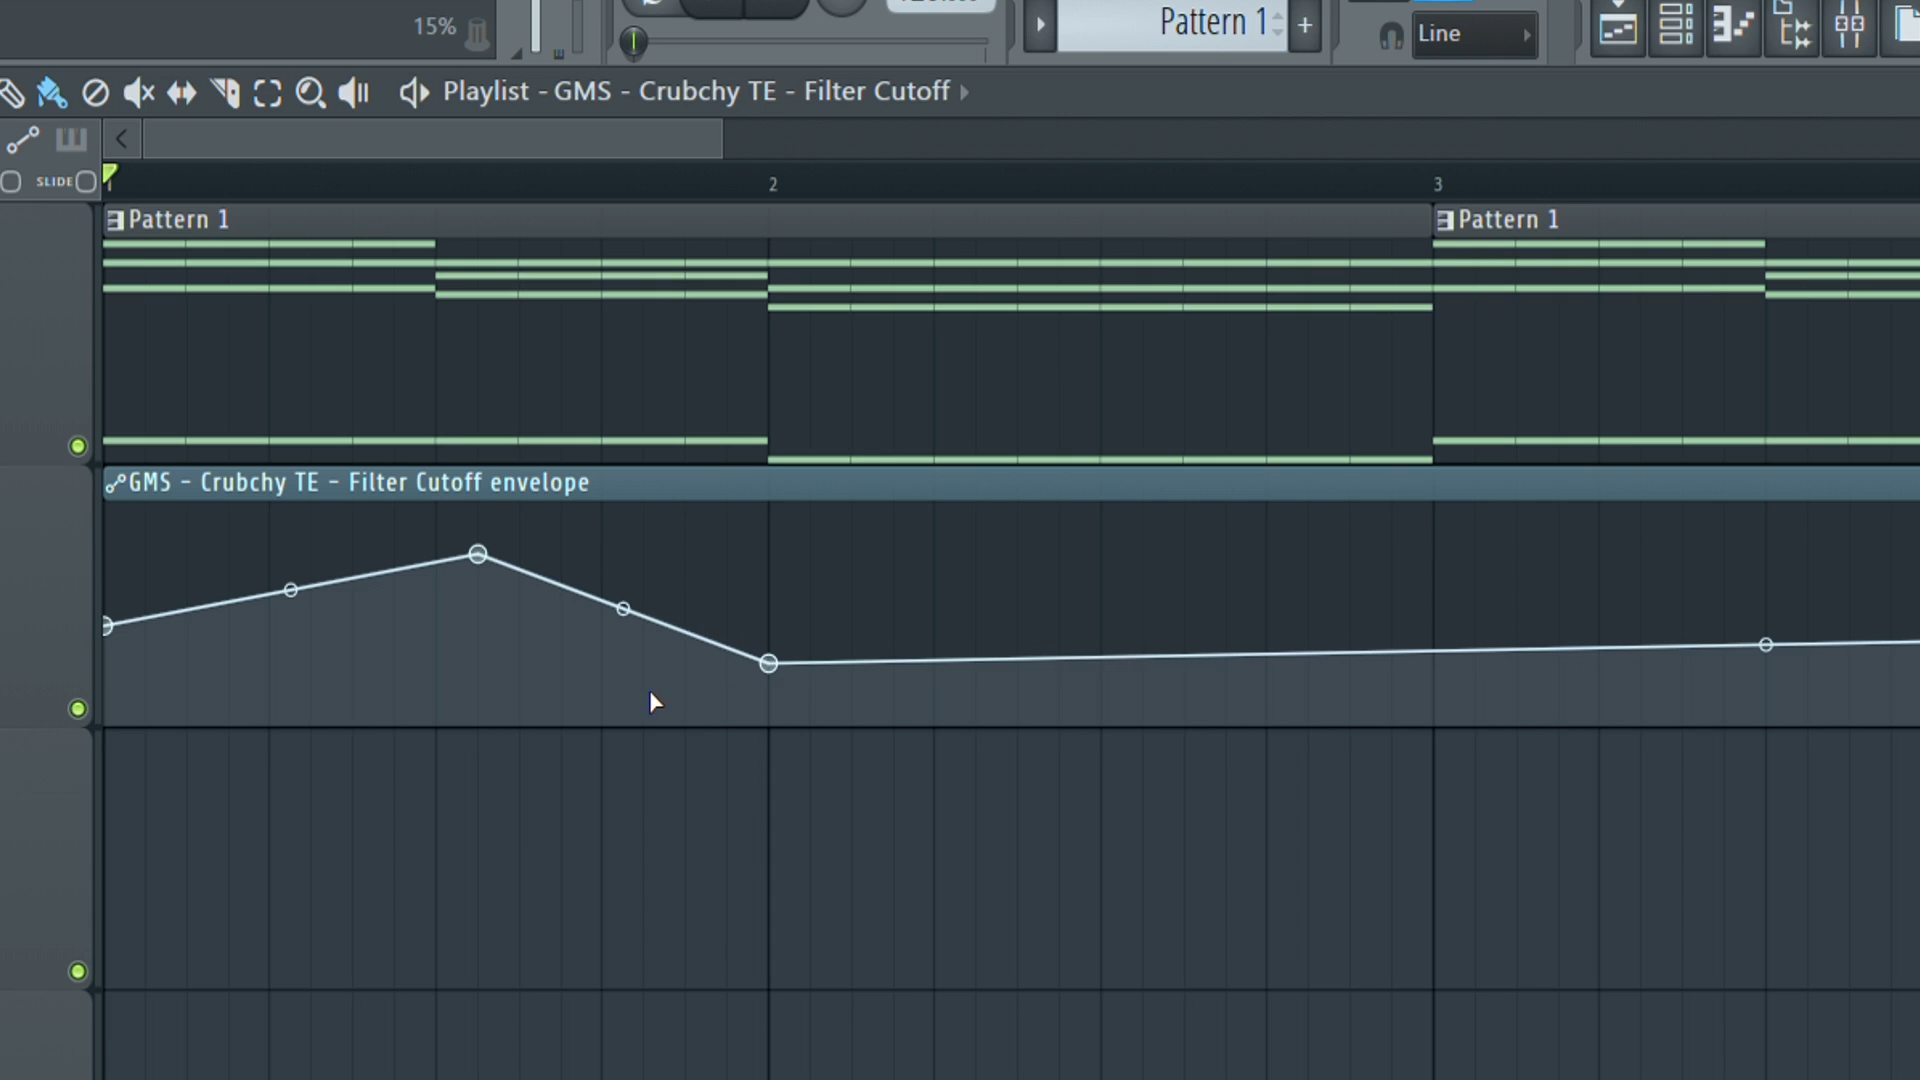 15%
Pattern 1
+
Line
Playlist - GMS - Crubchy TE - Filter Cutoff
SLIDE
2
3
Pattern 1
Pattern 1
GMS - Crubchy TE - Filter Cutoff envelope